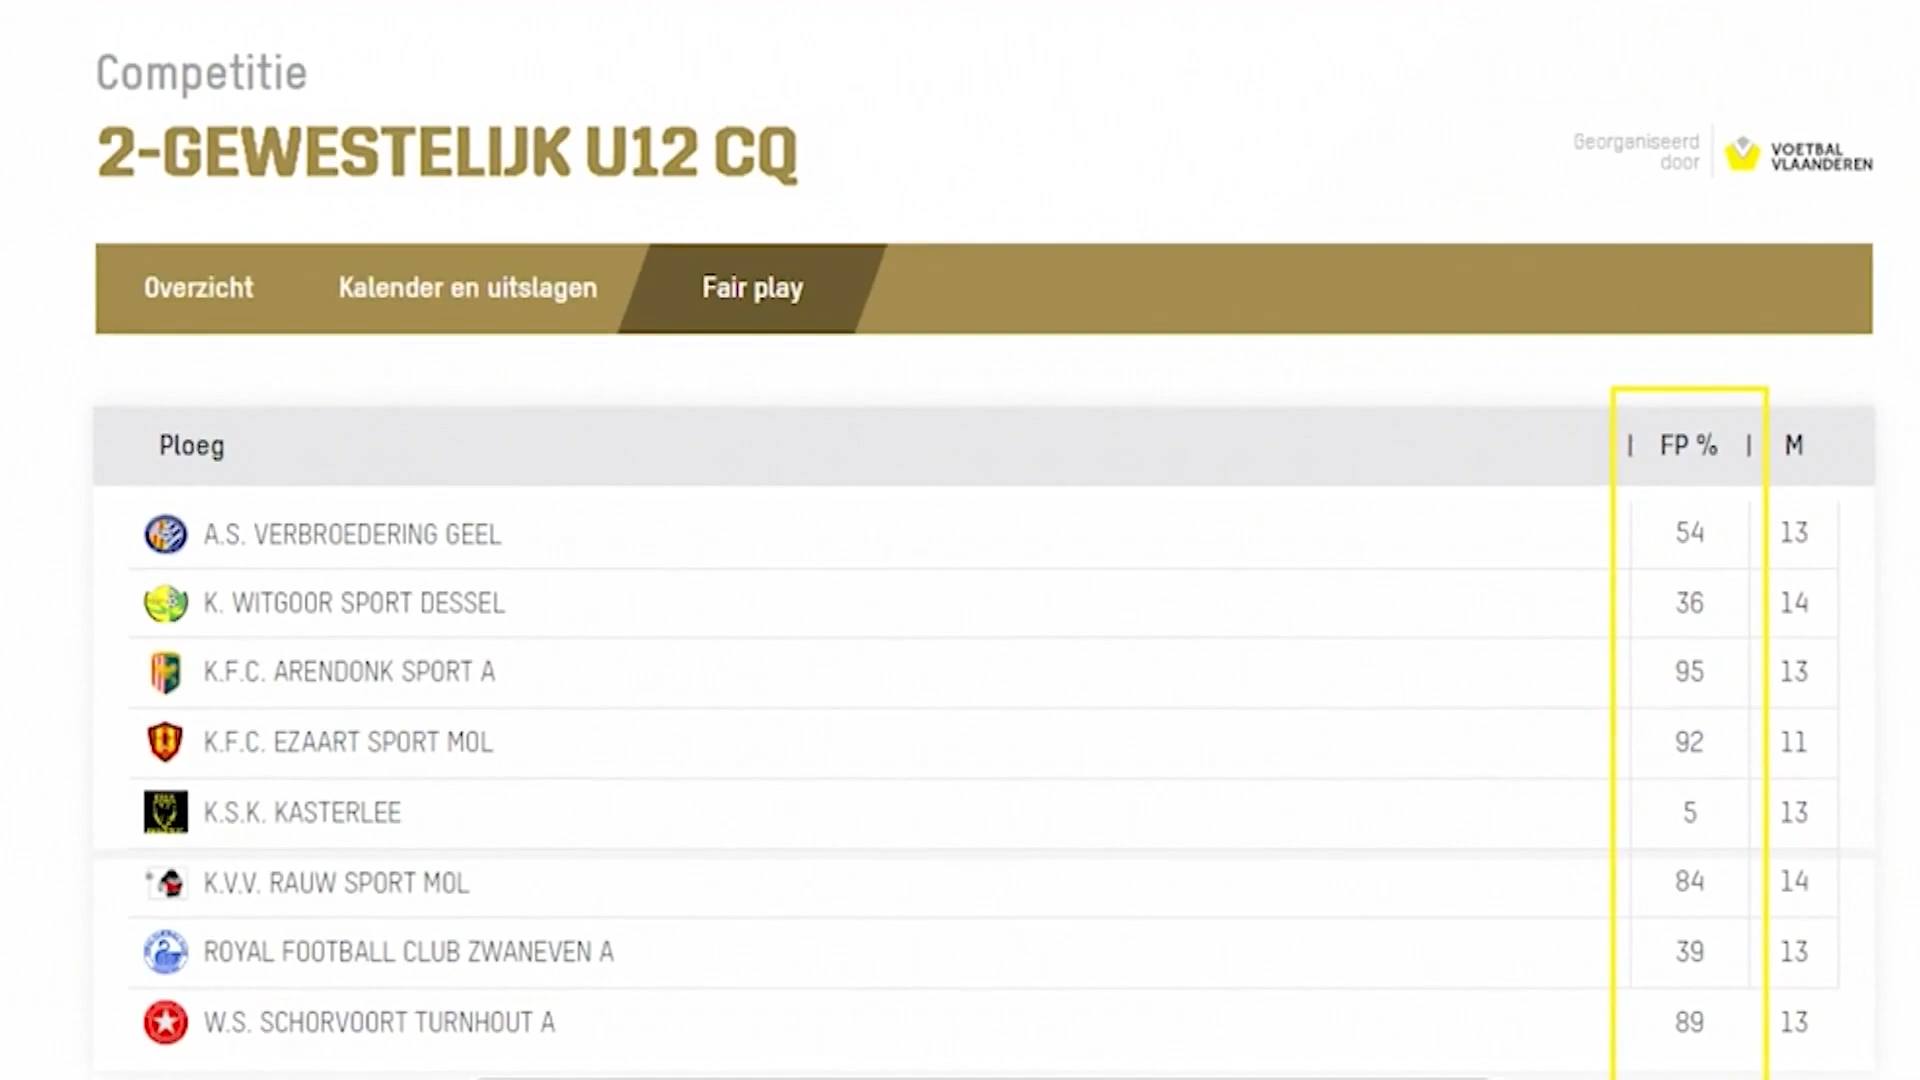 Competitie
2-GEWESTELIJK U12 CQ
Georganiseerd
door
VOETBAL
VLAANDEREN
Overzicht Kalender en uitslagen Fair play
Ploeg | FP % | M
A.S. VERBROEDERING GEEL 54 13
K. WITGOOR SPORT DESSEL 36 14
K.F.C. ARENDONK SPORT A 95 13
K.F.C. EZAART SPORT MOL 92 11
K.S.K. KASTERLEE 5 13
K.V.V. RAUW SPORT MOL 84 14
ROYAL FOOTBALL CLUB ZWANEVEN A 39 13
W.S. SCHORVOORT TURNHOUT A 89 13